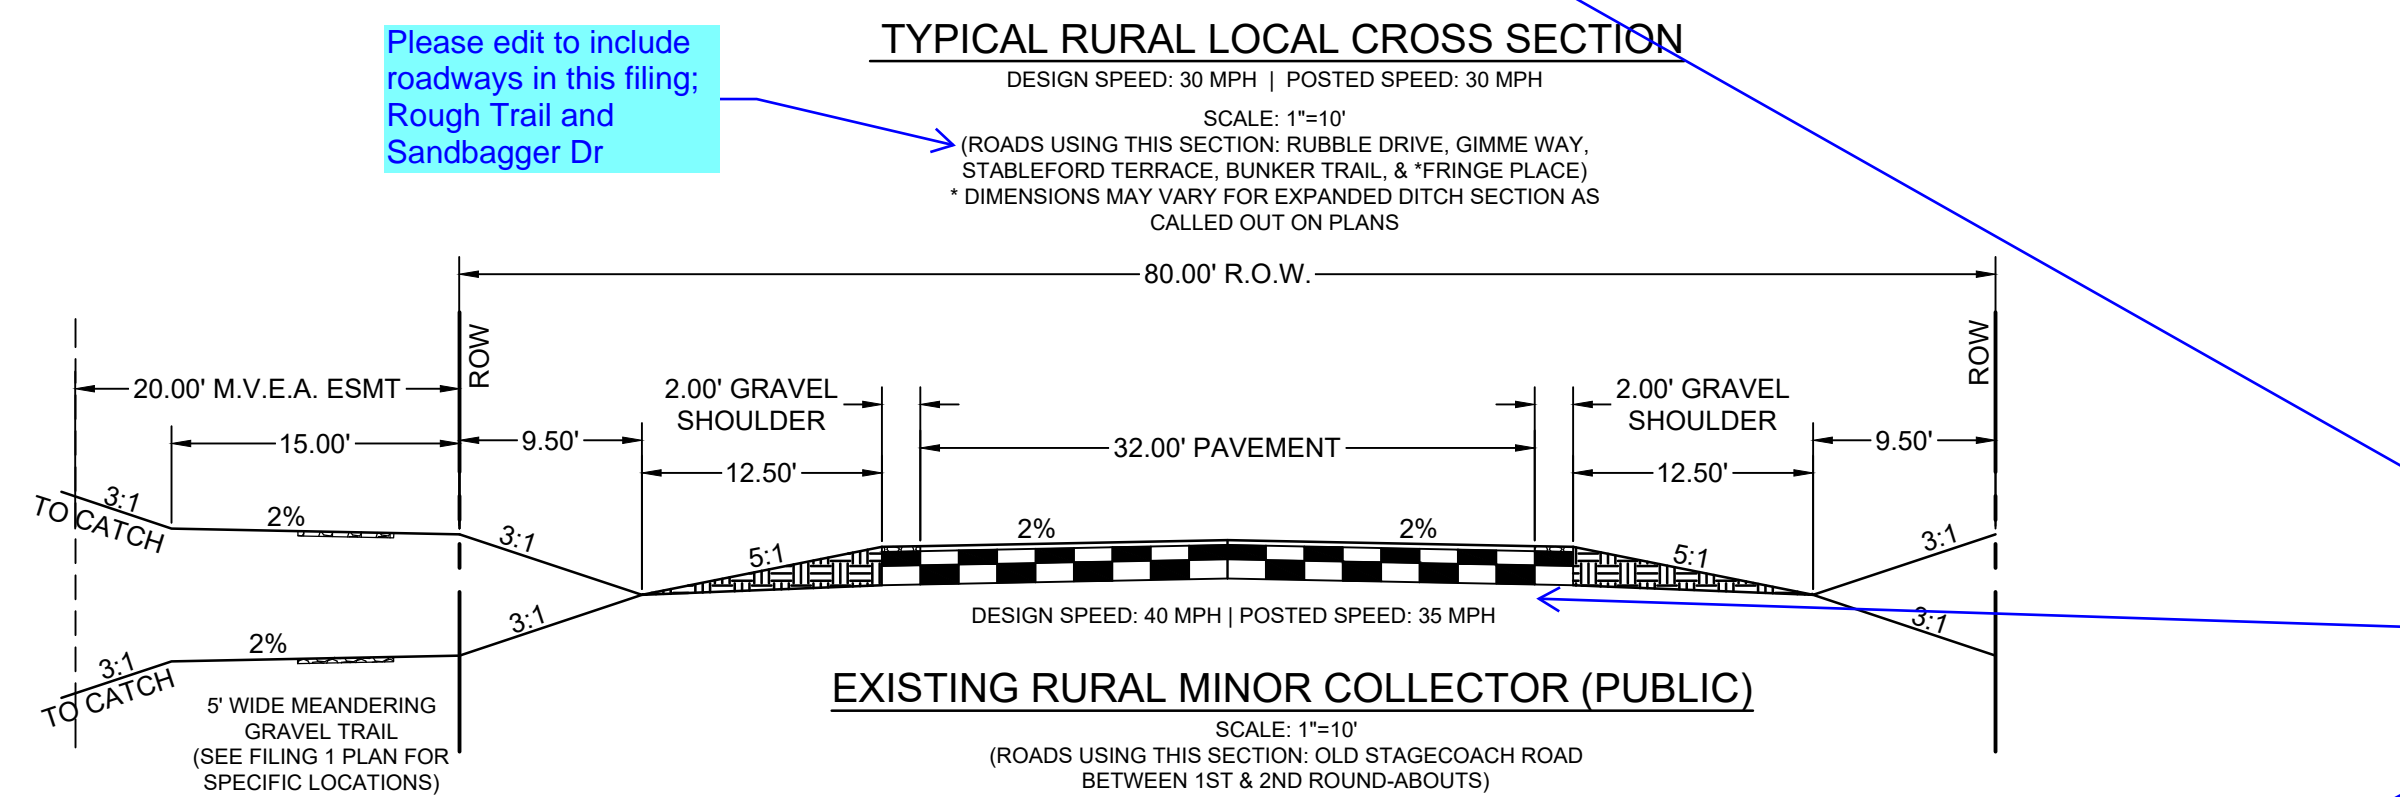 Please edit to include
roadways in this filing;
Rough Trail and
Sandbagger Dr
TYPICAL RURAL LOCAL CROSS SECTION
DESIGN SPEED: 30 MPH | POSTED SPEED: 30 MPH
SCALE: 1"=10'
(ROADS USING THIS SECTION: RUBBLE DRIVE, GIMME WAY,
STABLEFORD TERRACE, BUNKER TRAIL, & *FRINGE PLACE)
* DIMENSIONS MAY VARY FOR EXPANDED DITCH SECTION AS
CALLED OUT ON PLANS
80.00' R.O.W.
ROW
ROW
20.00' M.V.E.A. ESMT
2.00' GRAVEL
SHOULDER
2.00' GRAVEL
SHOULDER
15.00'
9.50'
32.00' PAVEMENT
9.50'
12.50'
12.50'
3:1
TO CATCH
2%
3:1
5:1
2%
2%
5:1
3:1
3:1
TO CATCH
2%
3:1
3:1
DESIGN SPEED: 40 MPH | POSTED SPEED: 35 MPH
5' WIDE MEANDERING
GRAVEL TRAIL
(SEE FILING 1 PLAN FOR
SPECIFIC LOCATIONS)
EXISTING RURAL MINOR COLLECTOR (PUBLIC)
SCALE: 1"=10'
(ROADS USING THIS SECTION: OLD STAGECOACH ROAD
BETWEEN 1ST & 2ND ROUND-ABOUTS)